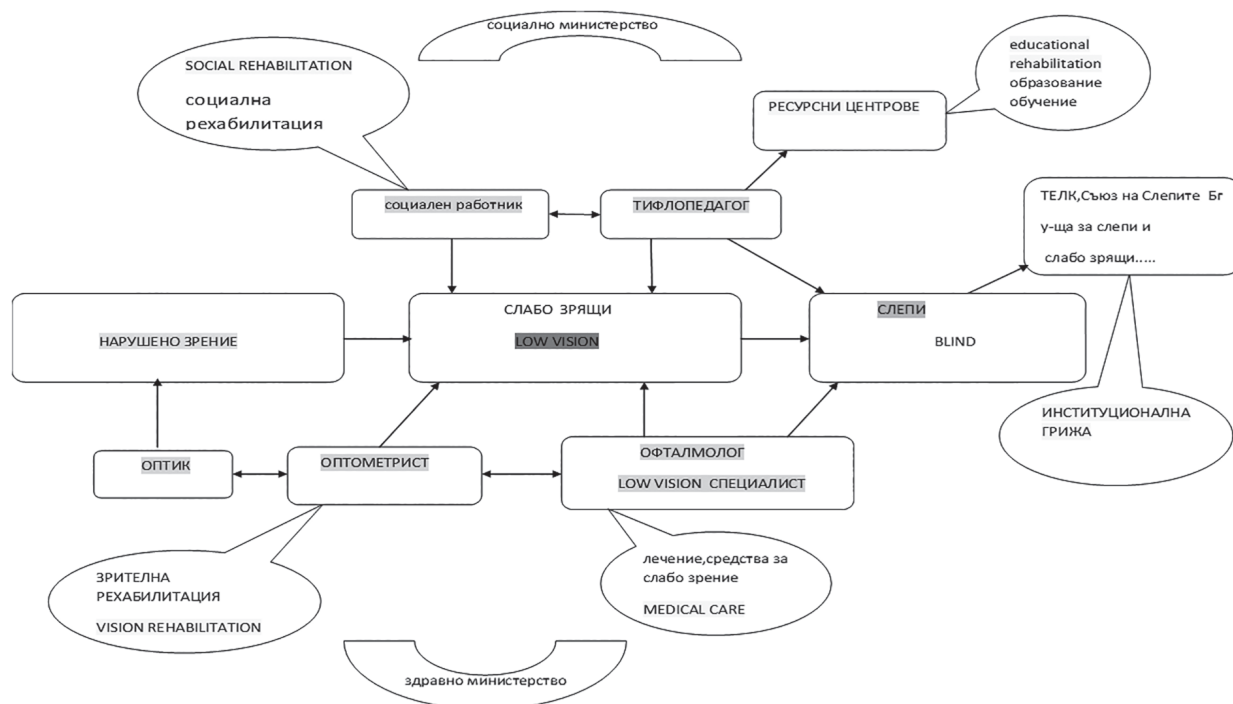 социално министерство
SOCIAL REHABILITATION
социална
рехабилитация
educational
rehabilitation
образование
обучение
РЕСУРСНИ ЦЕНТРОВЕ
социален работник
ТИФЛОПЕДАГОГ
ТЕЛК,Съюз на Слепите Бг
у-ща за слепи и
слабо зрящи.....
НАРУШЕНО ЗРЕНИЕ
СЛАБО ЗРЯЩИ
LOW VISION
СЛЕПИ
BLIND
ИНСТИТУЦИОНАЛНА
ГРИЖА
ОПТИК
ОПТОМЕТРИСТ
ОФТАЛМОЛОГ
LOW VISION СПЕЦИАЛИСТ
ЗРИТЕЛНА
РЕХАБИЛИТАЦИЯ
VISION REHABILITATION
лечение,средства за
слабо зрение
MEDICAL CARE
здравно министерство